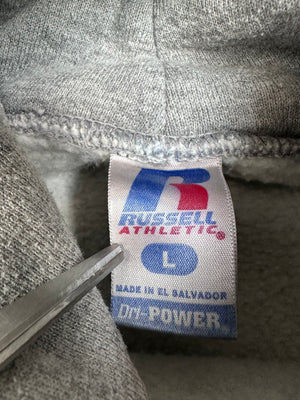 RUSSELL
ATHLETIC®
L
MADE IN EL SALVADOR
Dri-POWER®